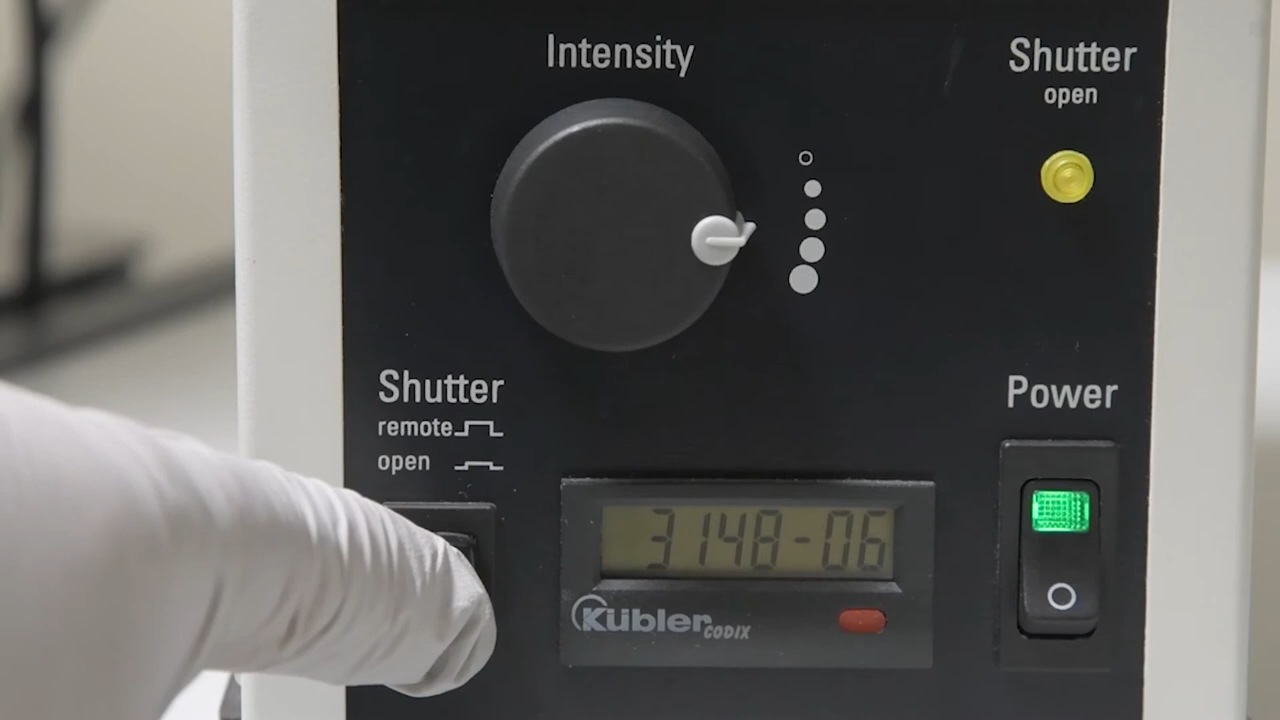 Intensity
Shutter
open
Shutter
remote
open
Power
3148-06
Kübler CODIX